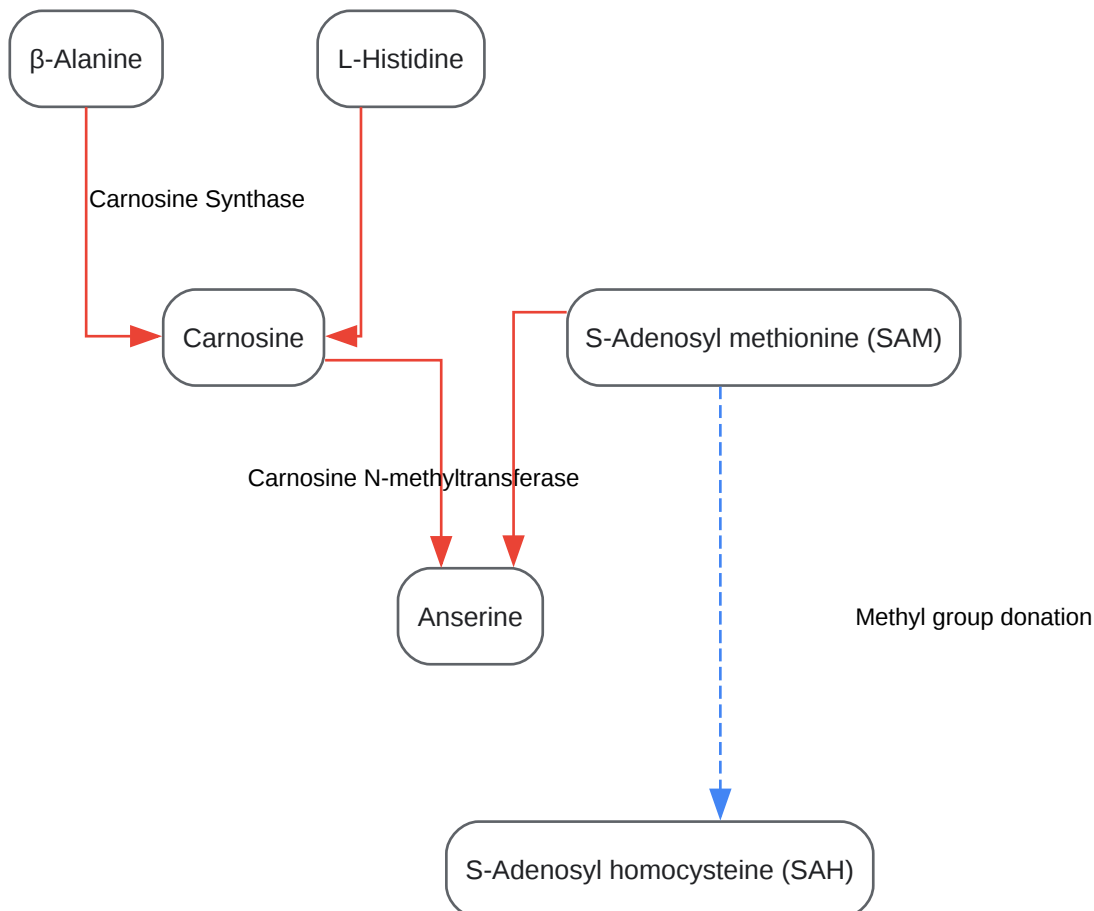 β-Alanine
L-Histidine
Carnosine Synthase
Carnosine
S-Adenosyl methionine (SAM)
Carnosine N-methyltransferase
Anserine
Methyl group donation
S-Adenosyl homocysteine (SAH)